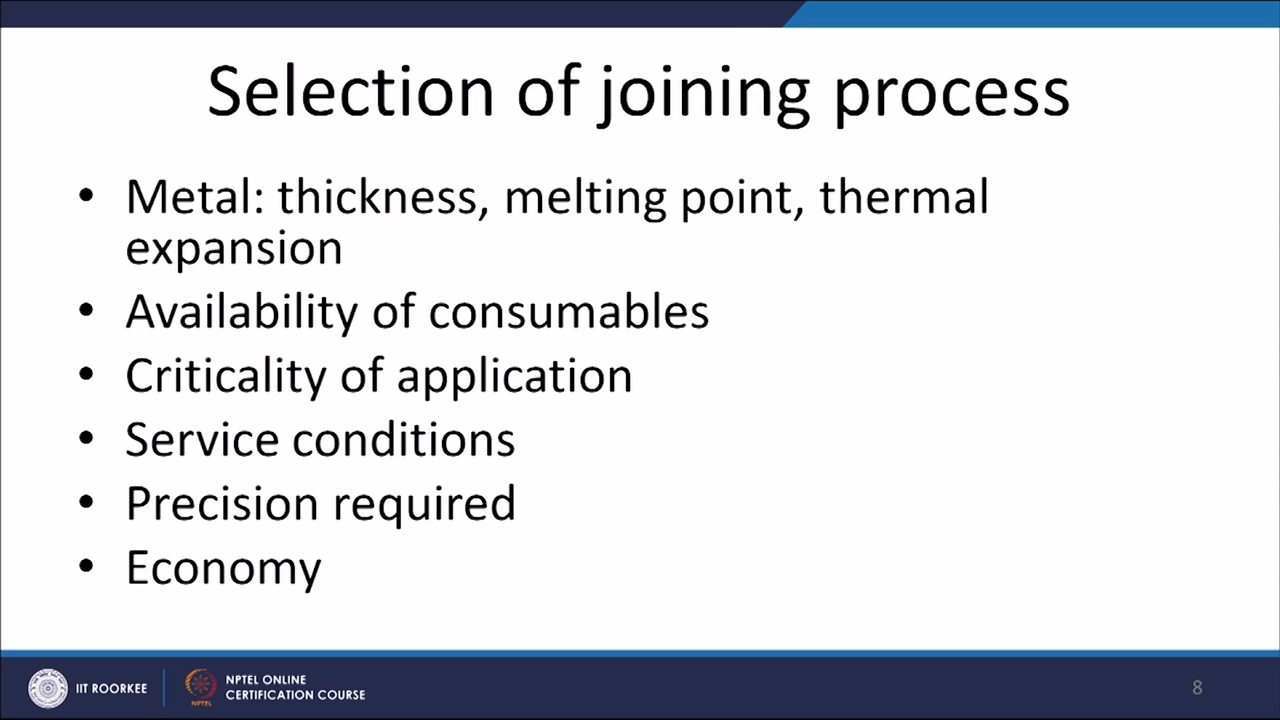 Selection of joining process
• Metal: thickness, melting point, thermal
expansion
• Availability of consumables
• Criticality of application
• Service conditions
• Precision required
• Economy
IIT ROORKEE
NPTEL
NPTEL ONLINE
CERTIFICATION COURSE
8